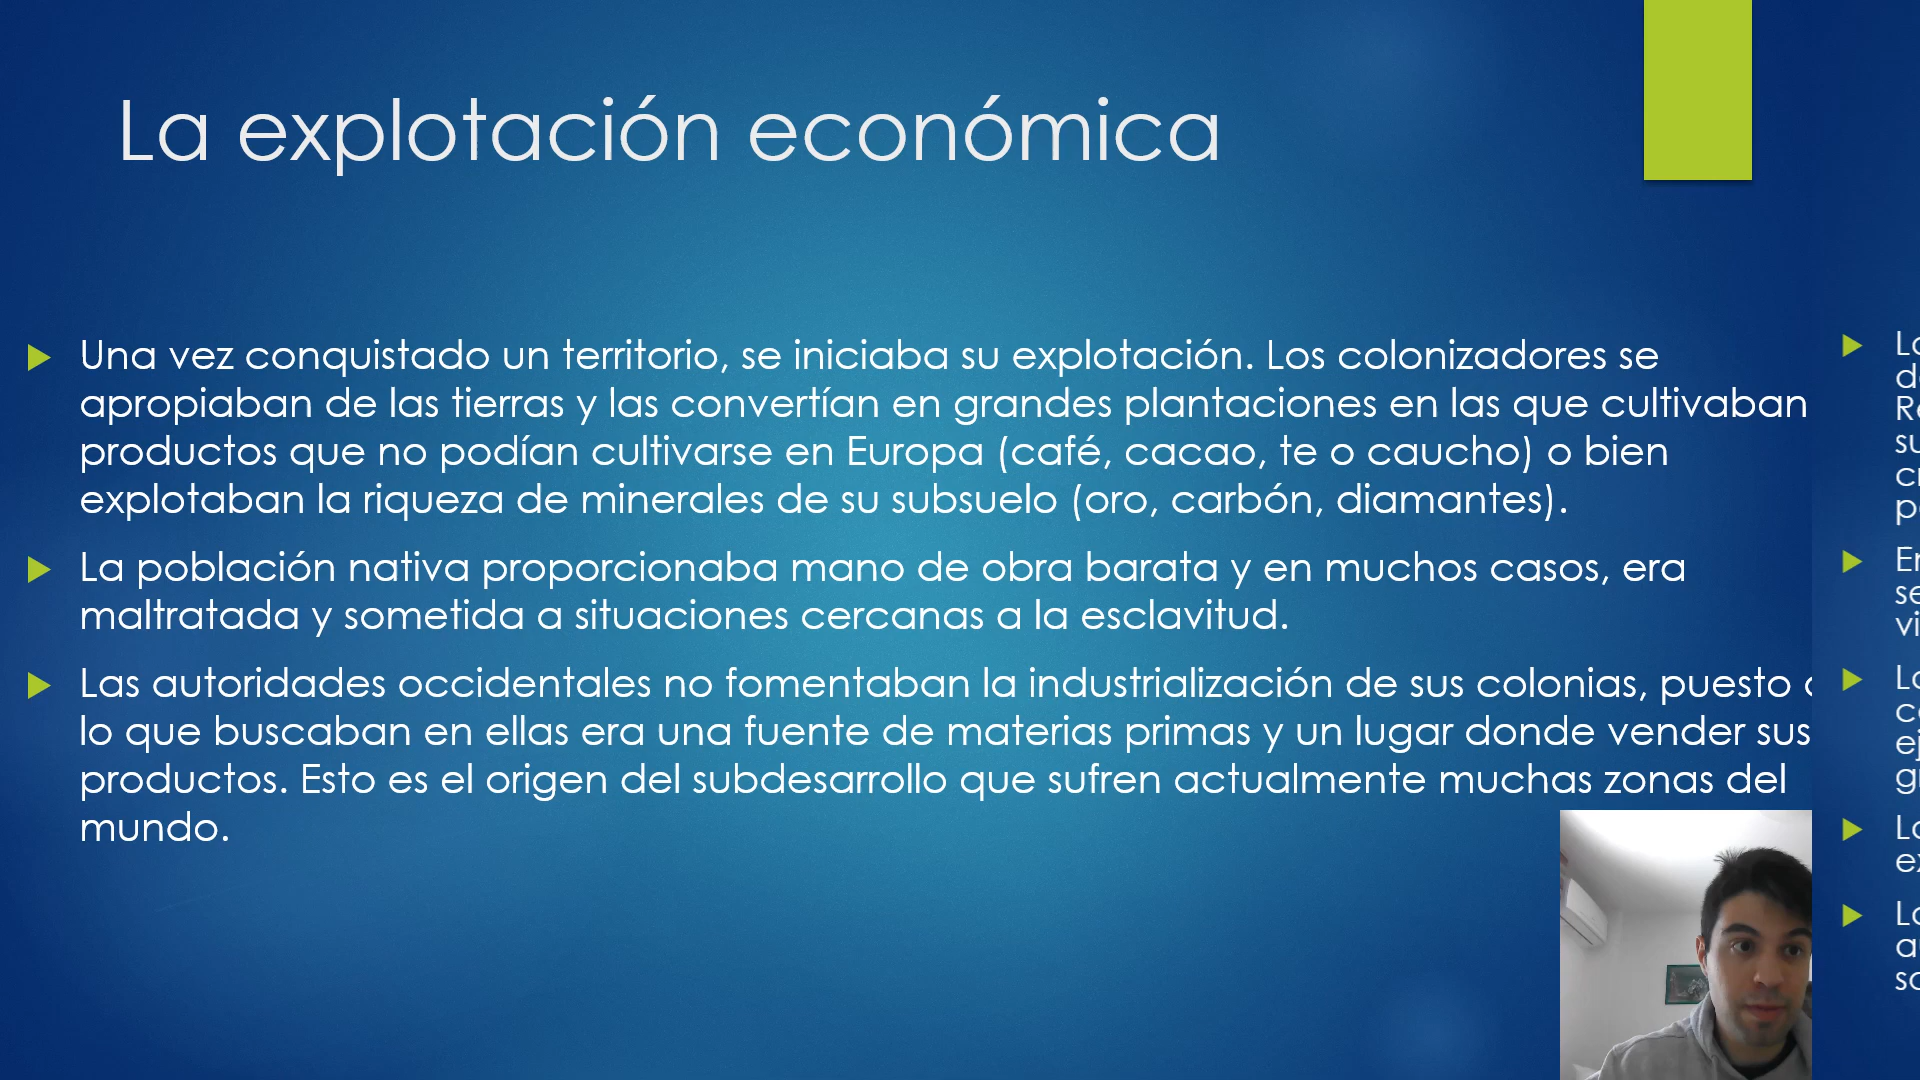 La explotación económica
Una vez conquistado un territorio, se iniciaba su explotación. Los colonizadores se
apropiaban de las tierras y las convertían en grandes plantaciones en las que cultivaban
productos que no podían cultivarse en Europa (café, cacao, te o caucho) o bien
explotaban la riqueza de minerales de su subsuelo (oro, carbón, diamantes).
La población nativa proporcionaba mano de obra barata y en muchos casos, era
maltratada y sometida a situaciones cercanas a la esclavitud.
Las autoridades occidentales no fomentaban la industrialización de sus colonias, puesto
lo que buscaban en ellas era una fuente de materias primas y un lugar donde vender sus
productos. Esto es el origen del subdesarrollo que sufren actualmente muchas zonas del
mundo.